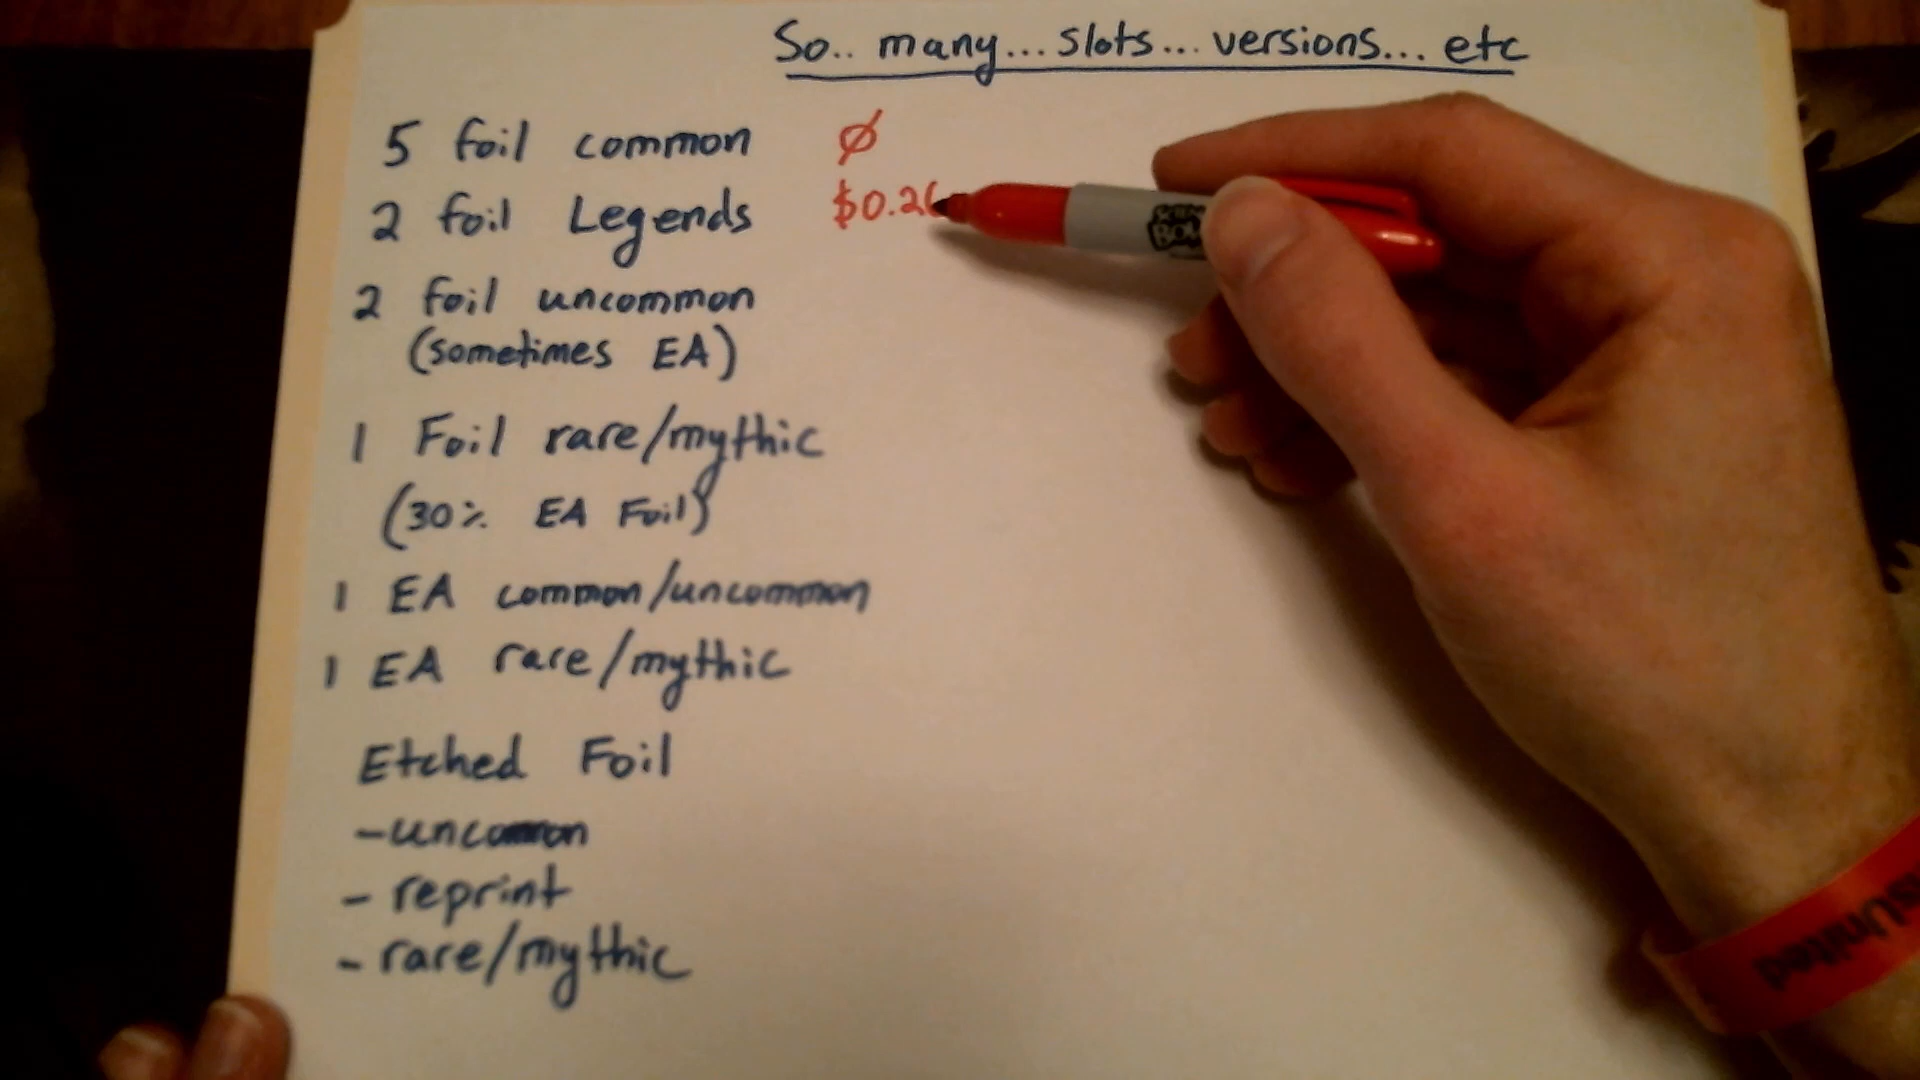 So.. many... slots... versions... etc
5 foil common Ø
2 foil Legends $0.2
2 foil uncommon
(sometimes EA)
1 Foil rare/mythic
(30% EA Foil)
1 EA common/uncommon
1 EA rare/mythic
Etched Foil
- uncommon
- reprint
- rare/mythic